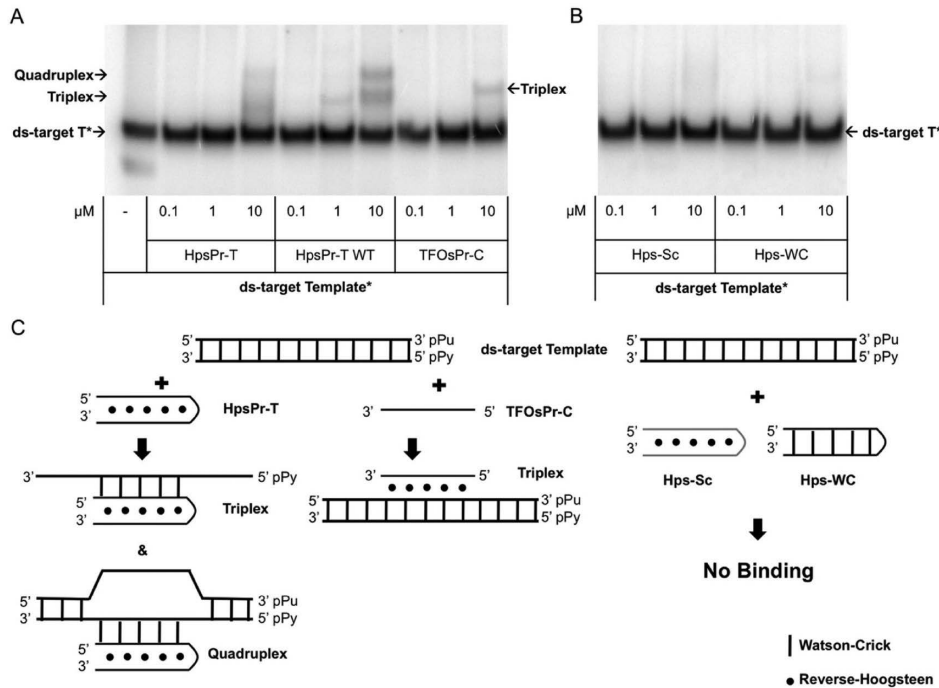 A
B
Quadruplex→
Triplex→
←Triplex
ds-target T*→
←ds-target T*
μM - 0.1 1 10 0.1 1 10 0.1 1 10
HpsPr-T HpsPr-T WT TFOsPr-C
ds-target Template*
μM 0.1 1 10 0.1 1 10
Hps-Sc Hps-WC
ds-target Template*
C
5’ 3’ pPu
3’ 5’ pPy
ds-target Template
5’ 3’ pPu
3’ 5’ pPy
+
+
+
5’
3’
HpsPr-T
3’ 5’ TFOsPr-C
5’
3’
Hps-Sc
5’
3’
Hps-WC
3’ 5’ pPy
5’
3’
Triplex
Triplex
3’ 5’
5’ 3’ pPu
3’ 5’ pPy
No Binding
&
5’ 3’ pPu
3’ 5’ pPy
5’
3’
Quadruplex
Watson-Crick
Reverse-Hoogsteen